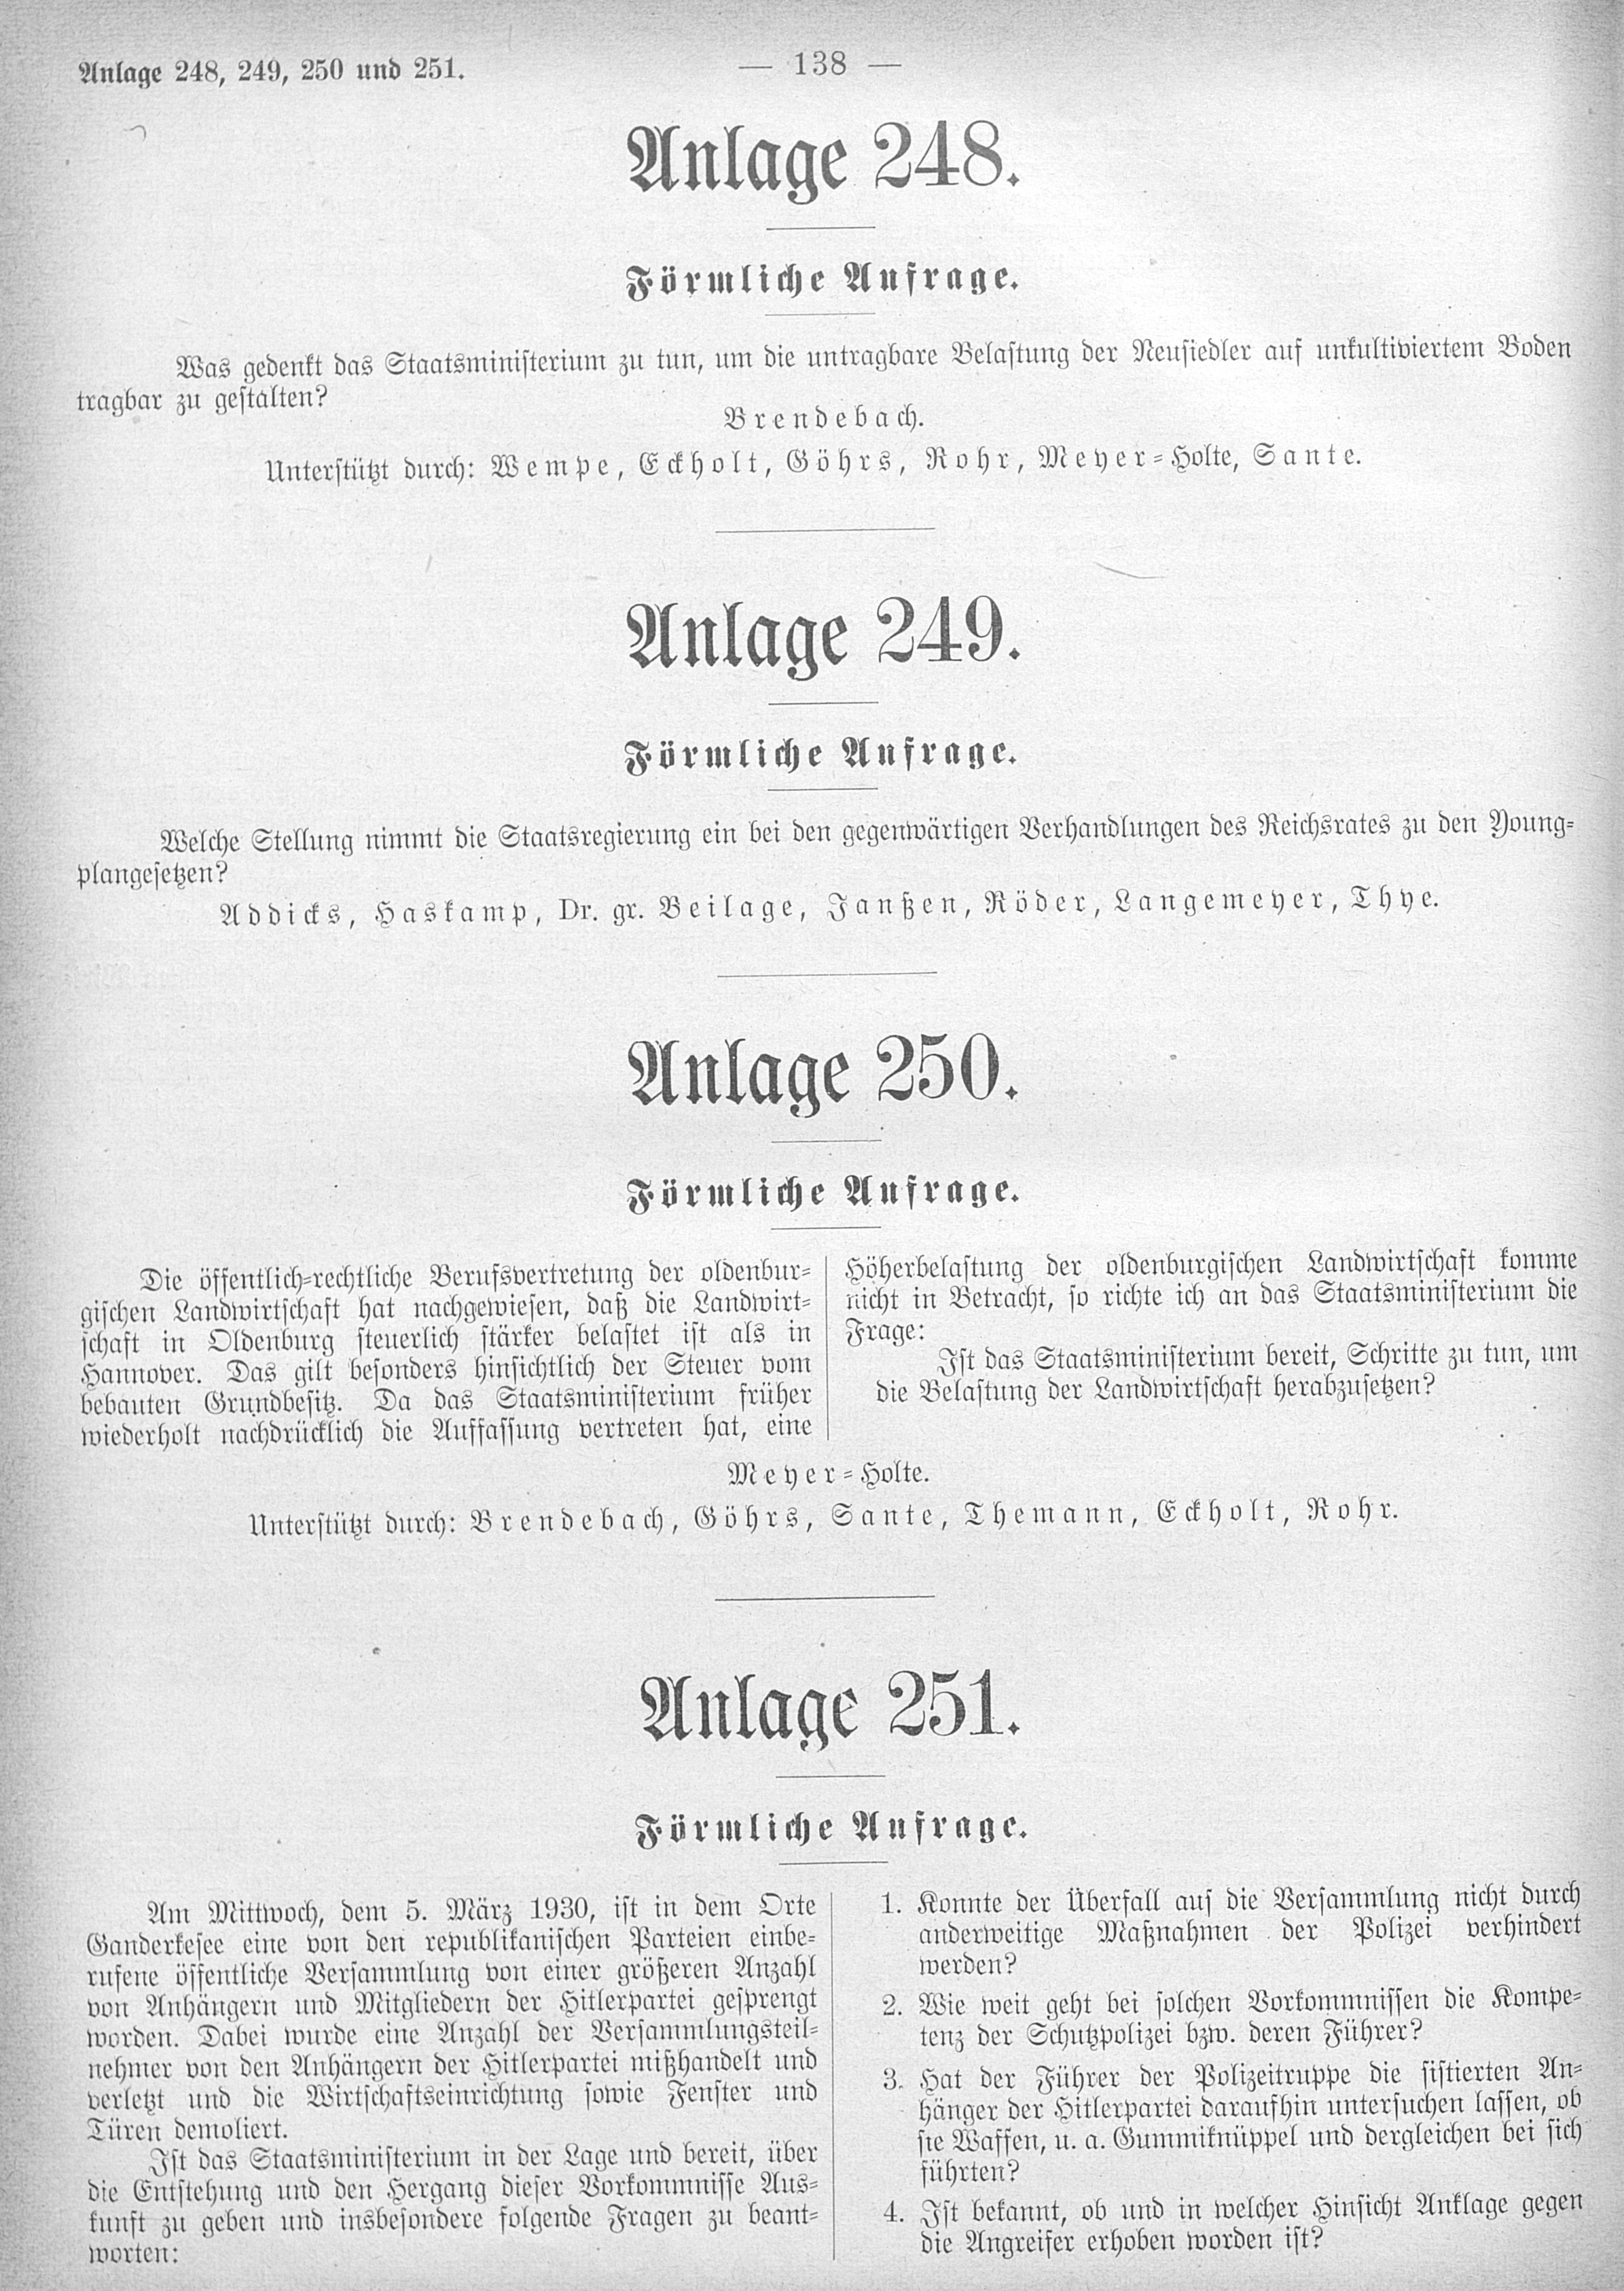 Anlage 248, 249, 250 und 251.
— 138 —
Anlage 248.
Förmliche Anfrage.
Was gedenkt das Staatsministerium zu tun, um die untragbare Belastung der Neusiedler auf unkultiviertem Boden
tragbar zu gestalten?
Brendebach.
Unterstützt durch: Wempe, Eckholt, Göhrs, Rohr, Meyer-Holte, Sante.
Anlage 249.
Förmliche Anfrage.
Welche Stellung nimmt die Staatsregierung ein bei den gegenwärtigen Verhandlungen des Reichsrates zu den Young-
plangesetzen?
Addicks, Haskamp, Dr. gr. Beilage, Janßen, Röder, Langemeyer, Thye.
Anlage 250.
Förmliche Anfrage.
Die öffentlich-rechtliche Berufsvertretung der oldenbur-
gischen Landwirtschaft hat nachgewiesen, daß die Landwirt-
schaft in Oldenburg steuerlich stärker belastet ist als in
Hannover. Das gilt besonders hinsichtlich der Steuer vom
bebauten Grundbesitz. Da das Staatsministerium früher
wiederholt nachdrücklich die Auffassung vertreten hat, eine
Höherbelastung der oldenburgischen Landwirtschaft komme
nicht in Betracht, so richte ich an das Staatsministerium die
Frage:
Ist das Staatsministerium bereit, Schritte zu tun, um
die Belastung der Landwirtschaft herabzusetzen?
Meyer-Holte.
Unterstützt durch: Brendebach, Göhrs, Sante, Themann, Eckholt, Rohr.
Anlage 251.
Förmliche Anfrage.
Am Mittwoch, dem 5. März 1930, ist in dem Orte
Ganderkesee eine von den republikanischen Parteien einbe-
rufene öffentliche Versammlung von einer größeren Anzahl
von Anhängern und Mitgliedern der Hitlerpartei gesprengt
worden. Dabei wurde eine Anzahl der Versammlungsteil-
nehmer von den Anhängern der Hitlerpartei mißhandelt und
verletzt und die Wirtschaftseinrichtung sowie Fenster und
Türen demoliert.
Ist das Staatsministerium in der Lage und bereit, über
die Entstehung und den Hergang dieser Vorkommnisse Aus-
kunft zu geben und insbesondere folgende Fragen zu beant-
worten:
1. Konnte der Überfall auf die Versammlung nicht durch
anderweitige Maßnahmen der Polizei verhindert
werden?
2. Wie weit geht bei solchen Vorkommnissen die Kompe-
tenz der Schutzpolizei bzw. deren Führer?
3. Hat der Führer der Polizeitruppe die sistierten An-
hänger der Hitlerpartei daraufhin untersuchen lassen, ob
sie Waffen, u. a. Gummiknüppel und dergleichen bei sich
führten?
4. Ist bekannt, ob und in welcher Hinsicht Anklage gegen
die Angreifer erhoben worden ist?